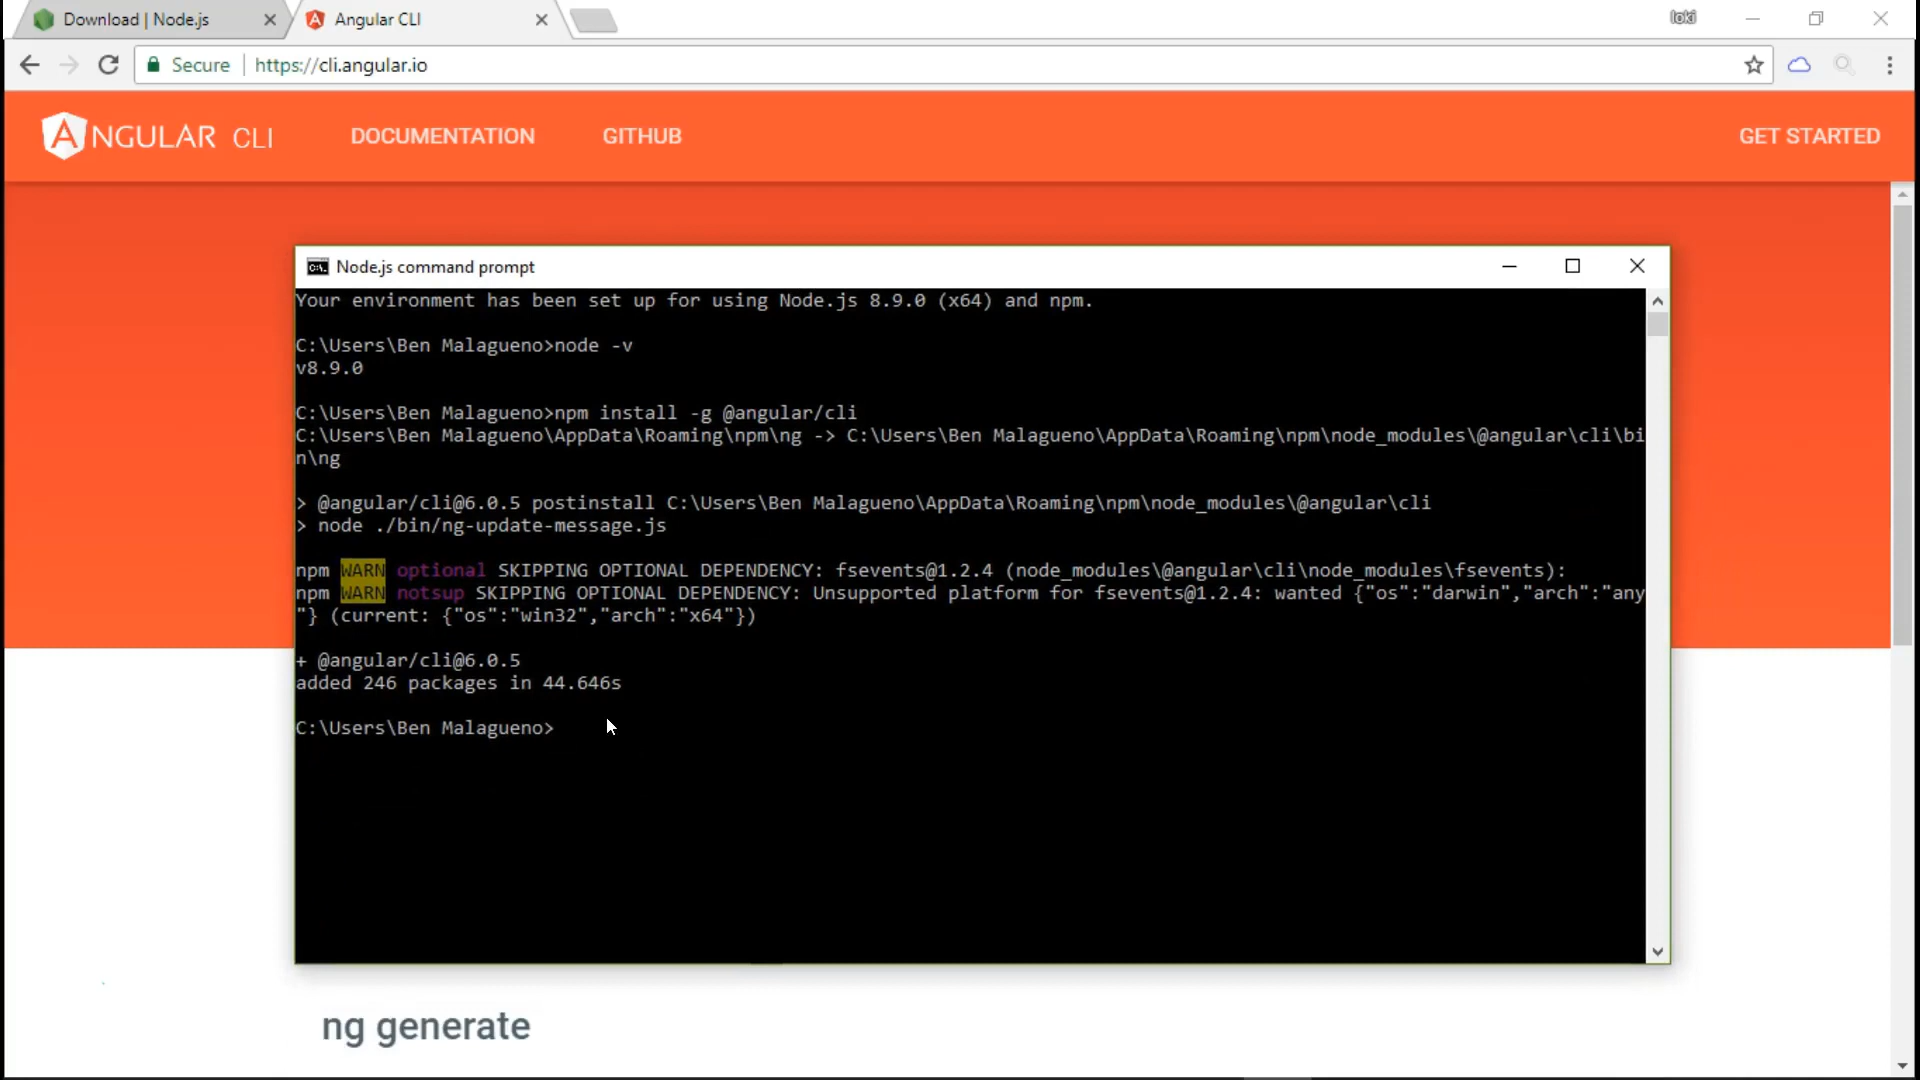 Download | Node.js
Angular CLI
loki
Secure
https://cli.angular.io
ANGULAR CLI
DOCUMENTATION
GITHUB
GET STARTED
Node.js command prompt
Your environment has been set up for using Node.js 8.9.0 (x64) and npm.
C:\Users\Ben Malagueno>node -v
v8.9.0
C:\Users\Ben Malagueno>npm install -g @angular/cli
C:\Users\Ben Malagueno\AppData\Roaming\npm\ng -> C:\Users\Ben Malagueno\AppData\Roaming\npm\node_modules\@angular\cli\bi
n\ng
> @angular/cli@6.0.5 postinstall C:\Users\Ben Malagueno\AppData\Roaming\npm\node_modules\@angular\cli
> node ./bin/ng-update-message.js
npm WARN optional SKIPPING OPTIONAL DEPENDENCY: fsevents@1.2.4 (node_modules\@angular\cli\node_modules\fsevents):
npm WARN notsup SKIPPING OPTIONAL DEPENDENCY: Unsupported platform for fsevents@1.2.4: wanted {"os":"darwin","arch":"any
"} (current: {"os":"win32","arch":"x64"})
+ @angular/cli@6.0.5
added 246 packages in 44.646s
C:\Users\Ben Malagueno>
ng generate